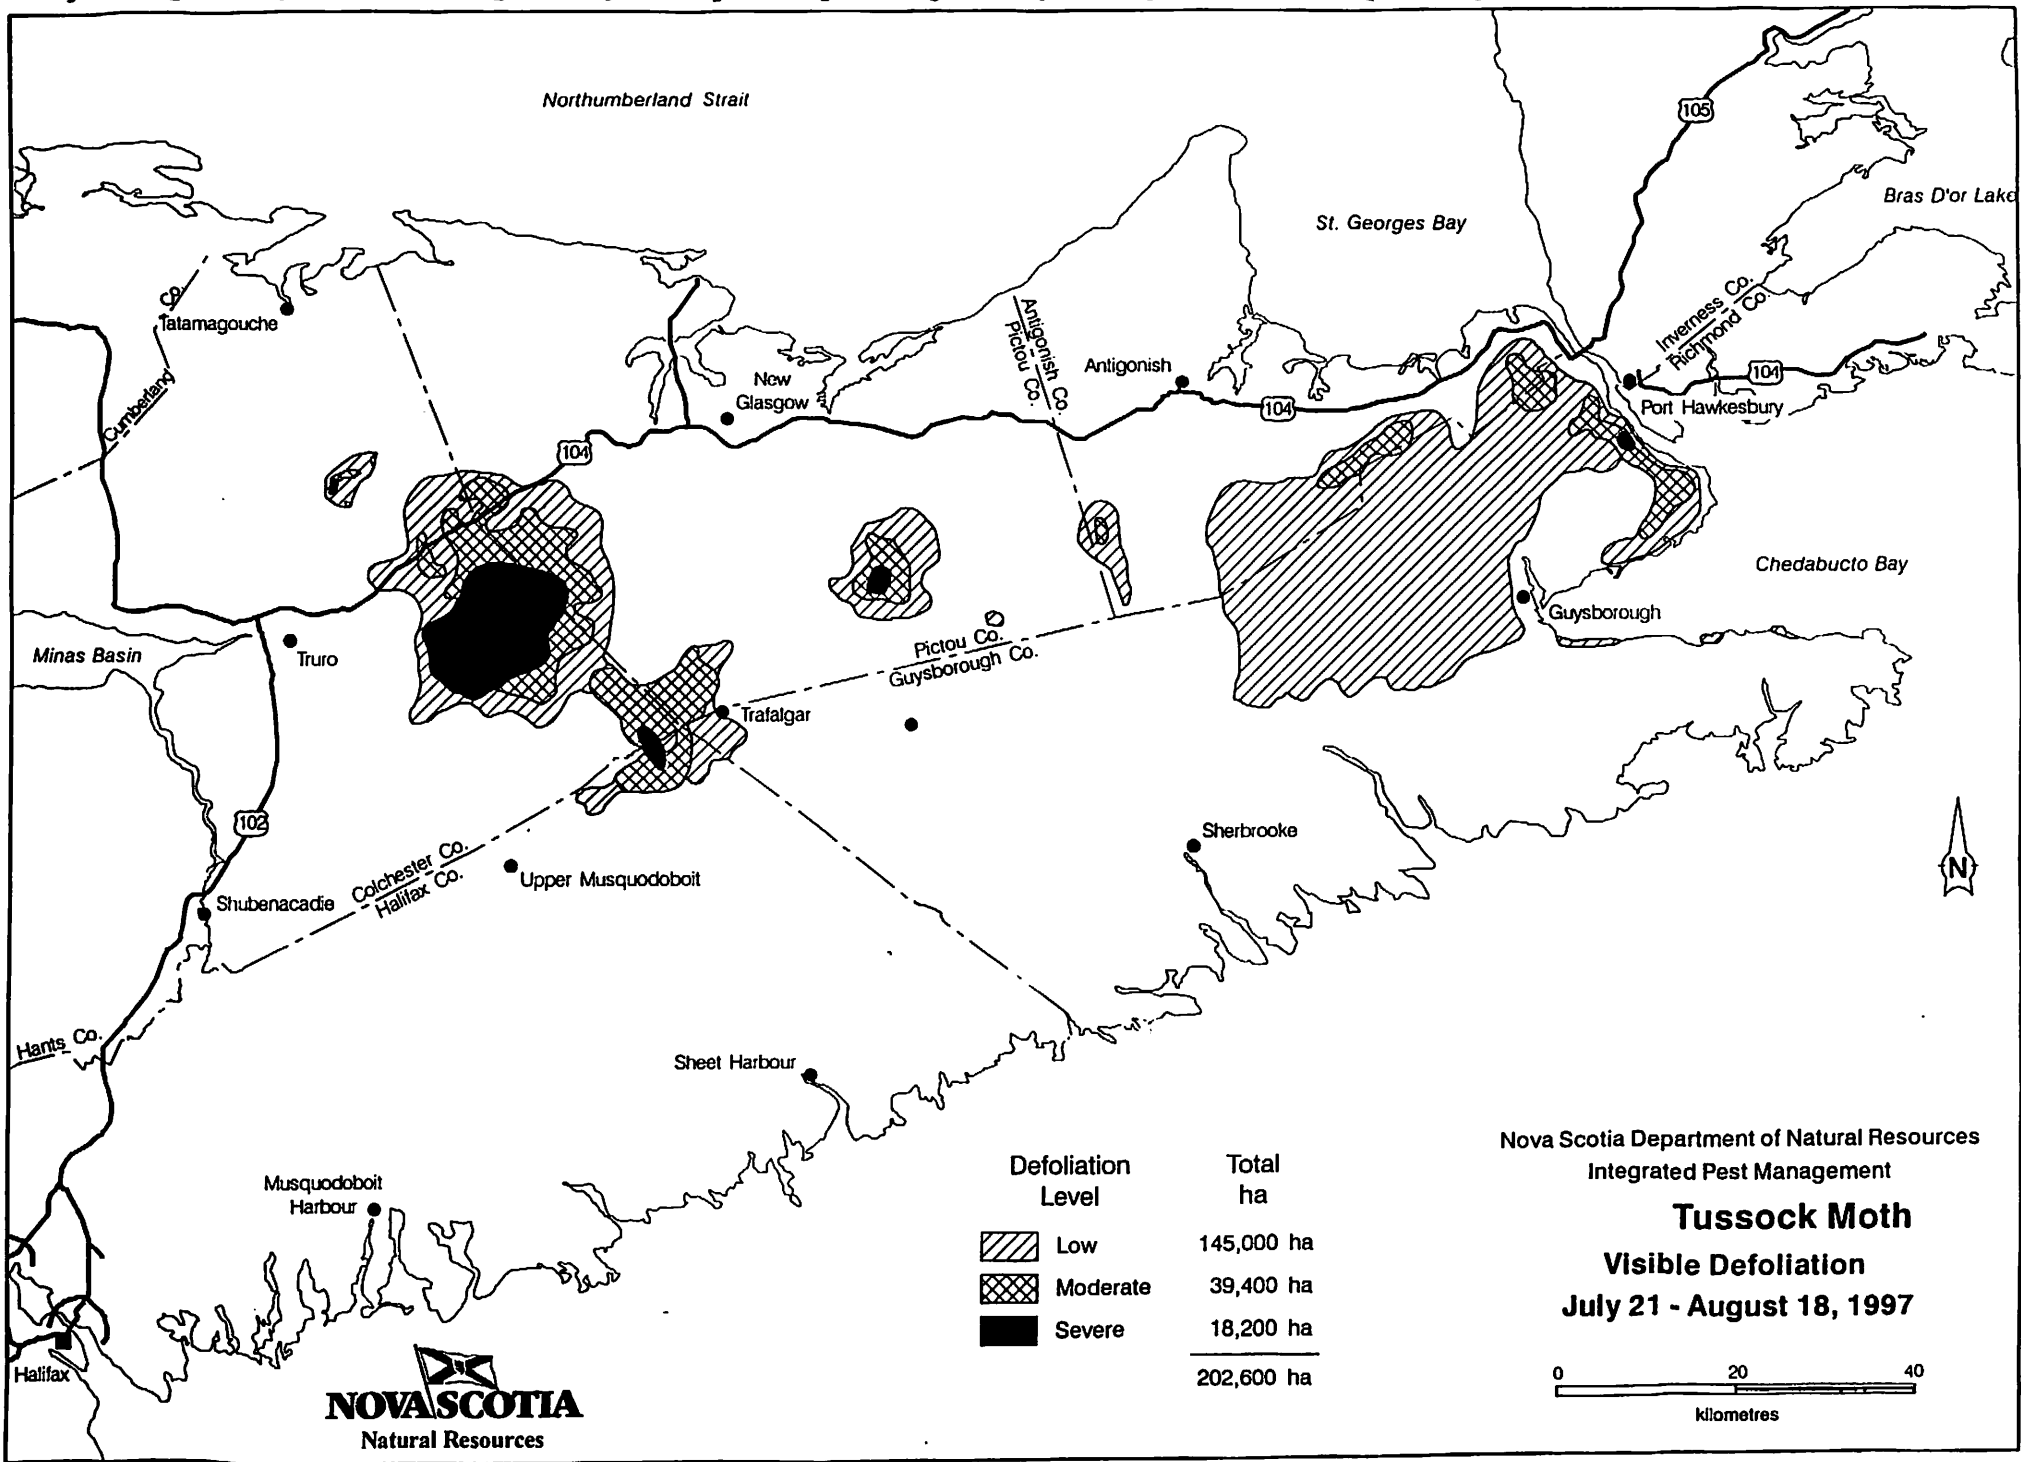 Northumberland Strait
105
Bras D'or Lake
St. Georges Bay
Co.
Tatamagouche
Cumberland
Antigonish Co.
Pictou Co.
Inverness Co.
Richmond Co.
Antigonish
New
Glasgow
104
104
Port Hawkesbury
104
Chedabucto Bay
Guysborough
Minas Basin
Truro
Pictou Co.
Guysborough Co.
Trafalgar
102
Sherbrooke
Colchester Co.
Halifax Co.
Upper Musquodoboit
Shubenacadie
N
Hants Co.
Sheet Harbour
Musquodoboit
Harbour
Halifax
NOVA SCOTIA
Natural Resources
Defoliation
Level
Total
ha
Low 145,000 ha
Moderate 39,400 ha
Severe 18,200 ha
202,600 ha
Nova Scotia Department of Natural Resources
Integrated Pest Management
Tussock Moth
Visible Defoliation
July 21 - August 18, 1997
0 20 40
kilometres